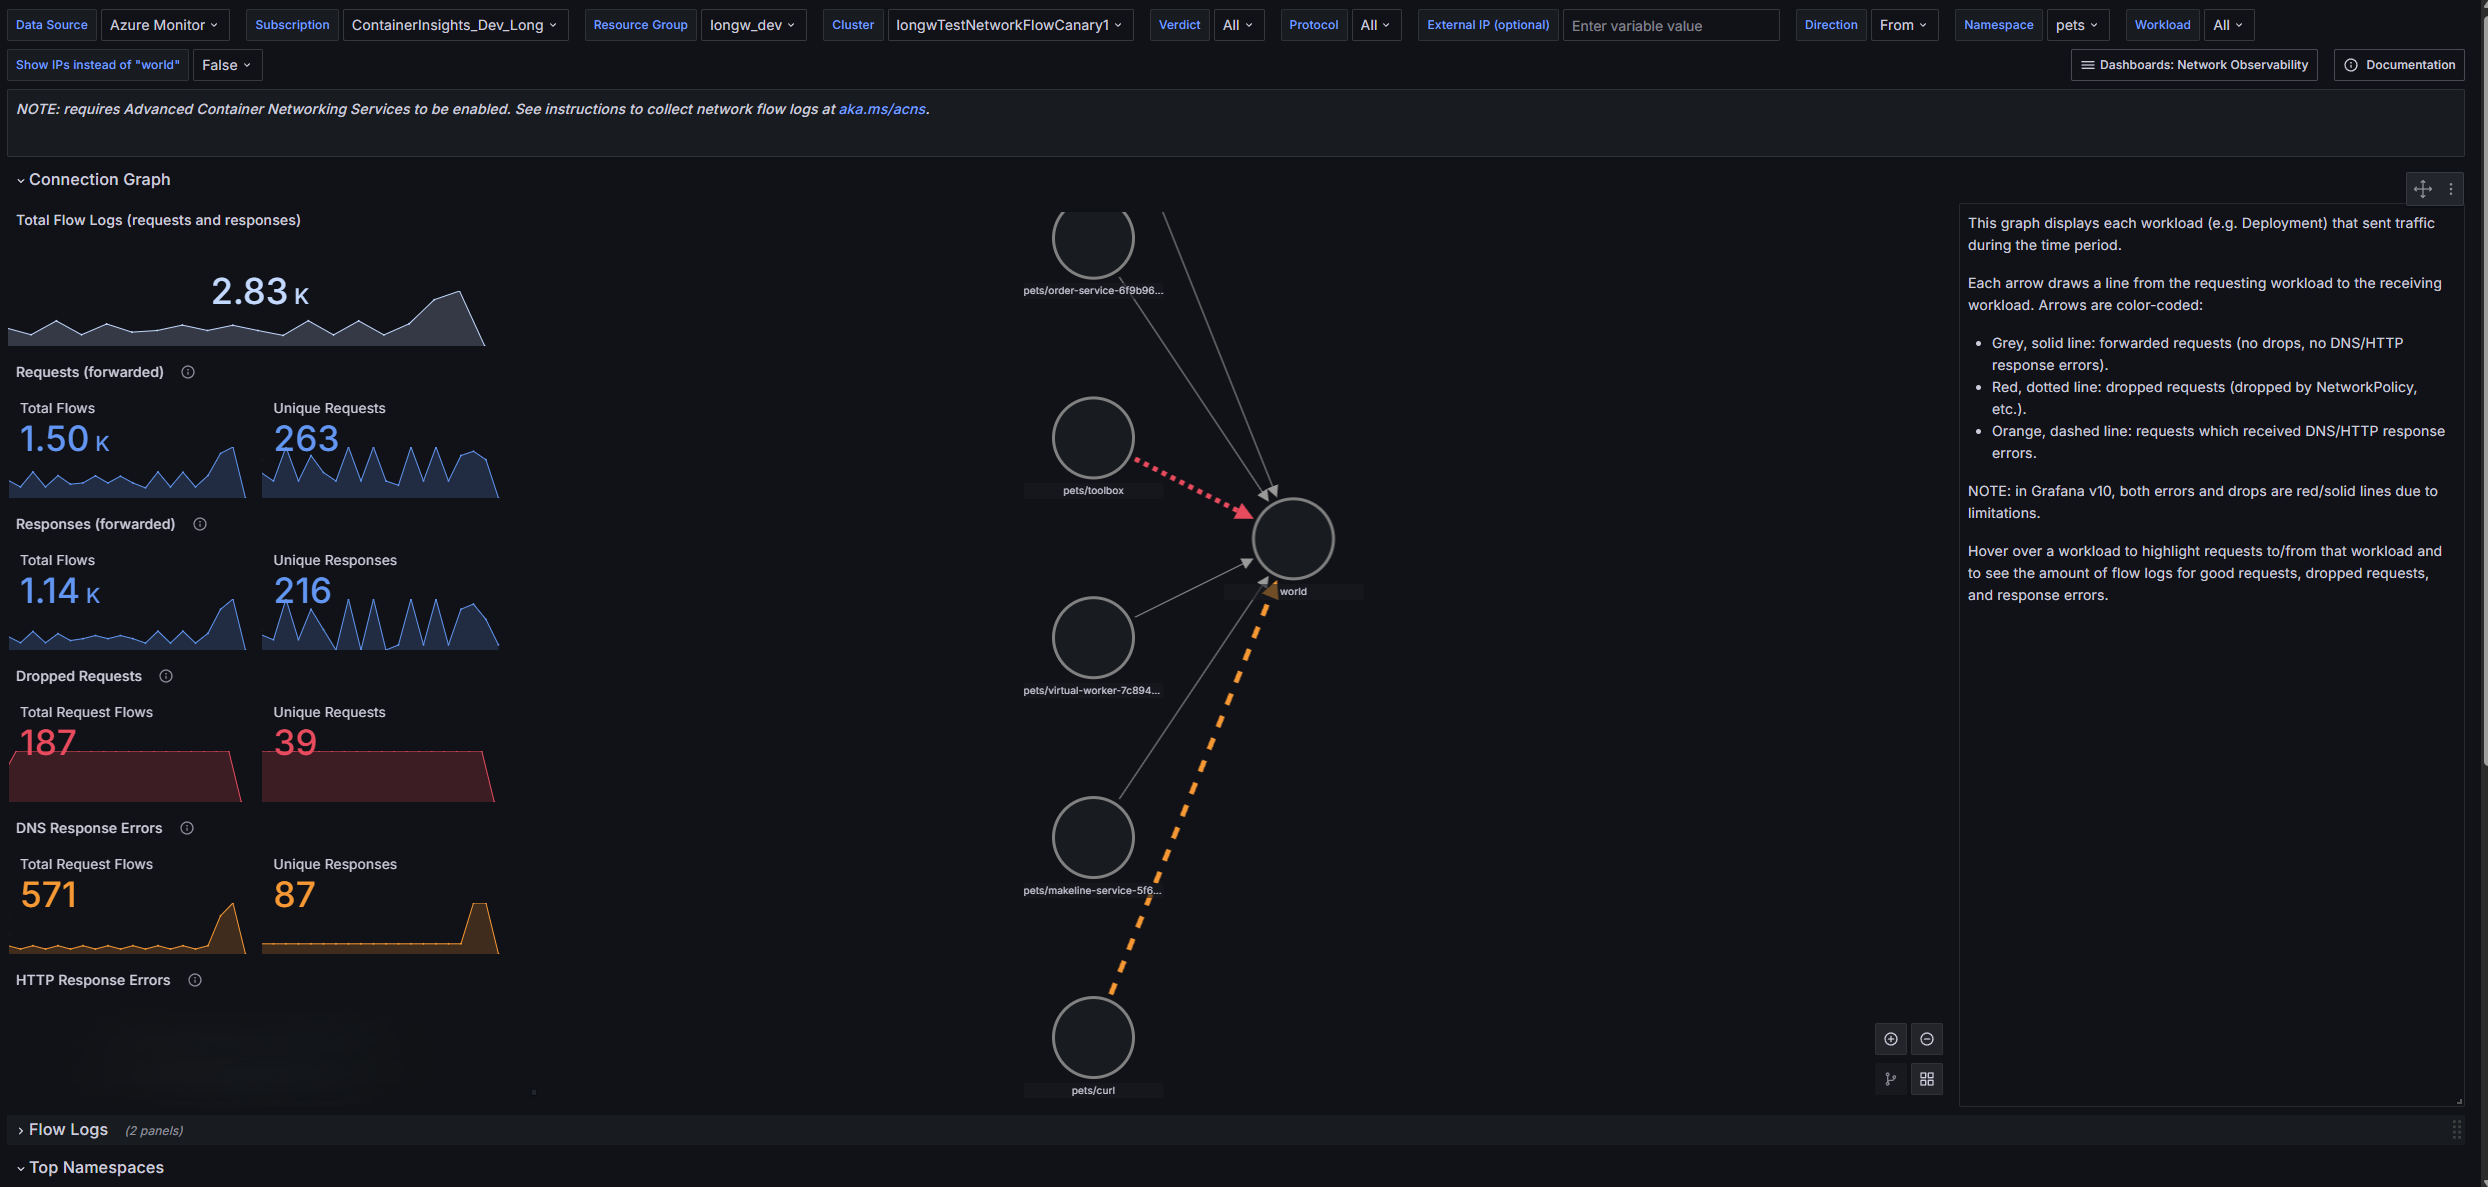 Data Source Azure Monitor Subscription ContainerInsights_Dev_Long Resource Group longw_dev Cluster longwTestNetworkFlowCanary1 Verdict All Protocol All External IP (optional) Enter variable value Direction From Namespace pets Workload All
Show IPs instead of "world" False Dashboards: Network Observability Documentation
NOTE: requires Advanced Container Networking Services to be enabled. See instructions to collect network flow logs at aka.ms/acns.
Connection Graph
Total Flow Logs (requests and responses)
2.83 K
Requests (forwarded)
Total Flows
1.50 K
Unique Requests
263
Responses (forwarded)
Total Flows
1.14 K
Unique Responses
216
Dropped Requests
Total Request Flows
187
Unique Requests
39
DNS Response Errors
Total Request Flows
571
Unique Responses
87
HTTP Response Errors
pets/order-service-6f9b96...
pets/toolbox
world
pets/virtual-worker-7c894...
pets/makeline-service-5f6...
pets/curl
This graph displays each workload (e.g. Deployment) that sent traffic
during the time period.
Each arrow draws a line from the requesting workload to the receiving
workload. Arrows are color-coded:
• Grey, solid line: forwarded requests (no drops, no DNS/HTTP
response errors).
• Red, dotted line: dropped requests (dropped by NetworkPolicy,
etc.).
• Orange, dashed line: requests which received DNS/HTTP response
errors.
NOTE: in Grafana v10, both errors and drops are red/solid lines due to
limitations.
Hover over a workload to highlight requests to/from that workload and
to see the amount of flow logs for good requests, dropped requests,
and response errors.
Flow Logs (2 panels)
Top Namespaces